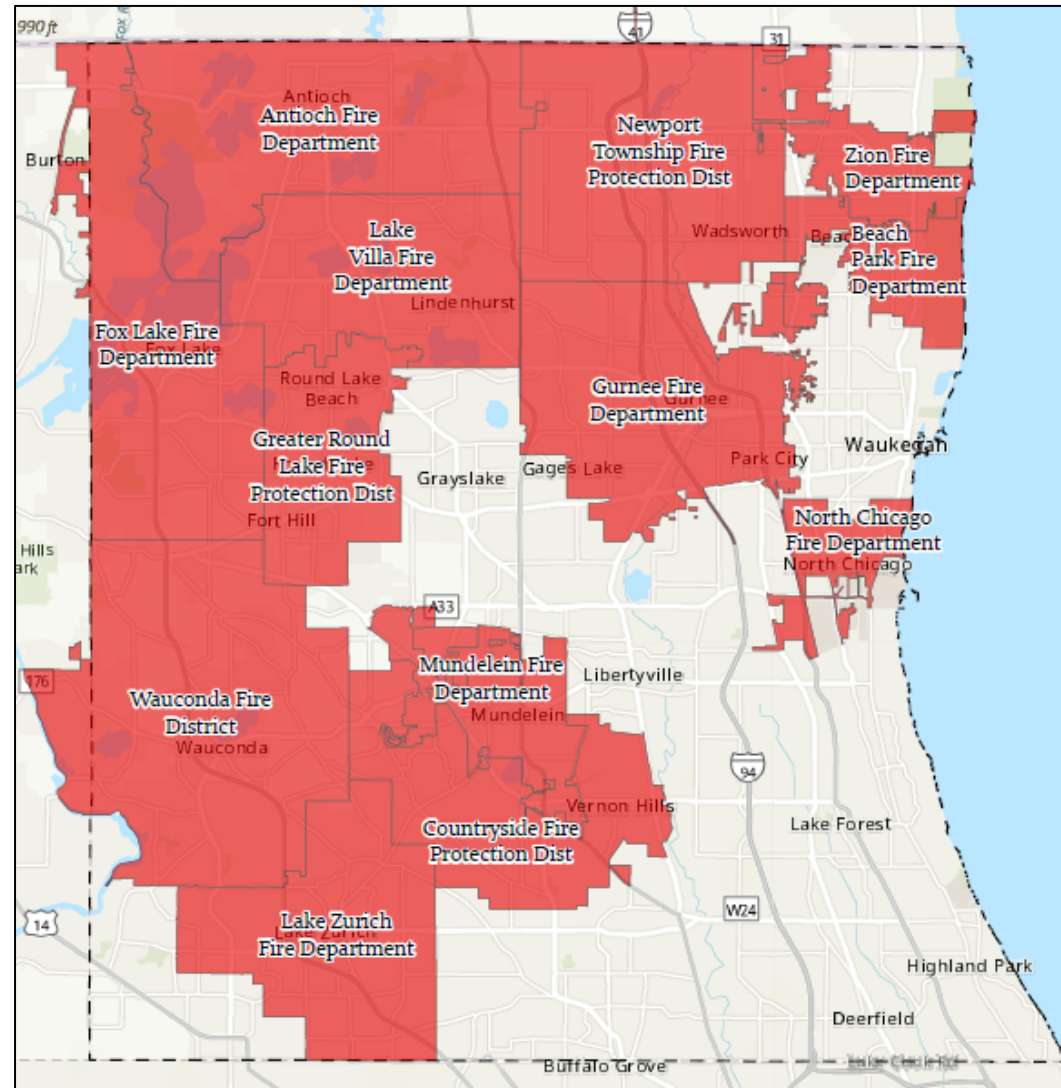 990 ft
Fox R
41
31
Antioch
Antioch Fire
Department
Newport
Township Fire
Protection Dist
Burton
Zion Fire
Department
Lake
Villa Fire
Department
Wadsworth
Beach
Park Fire
Department
Lindenhurst
Fox Lake Fire
Department
Fox Lake
Round Lake
Beach
Gurnee Fire
Department
Gurnee
Greater Round
Lake Fire
Protection Dist
Grayslake
Gages Lake
Park City
Waukegan
Fort Hill
North Chicago
Fire Department
North Chicago
Hills
ark
A33
Mundelein Fire
Department
Mundelein
Libertyville
176
Wauconda Fire
District
Wauconda
94
Vernon Hills
Countryside Fire
Protection Dist
Lake Forest
14
W24
Lake Zurich
Fire Department
Lake Zurich
Highland Park
Deerfield
Buffalo Grove
Lake Cook Rd